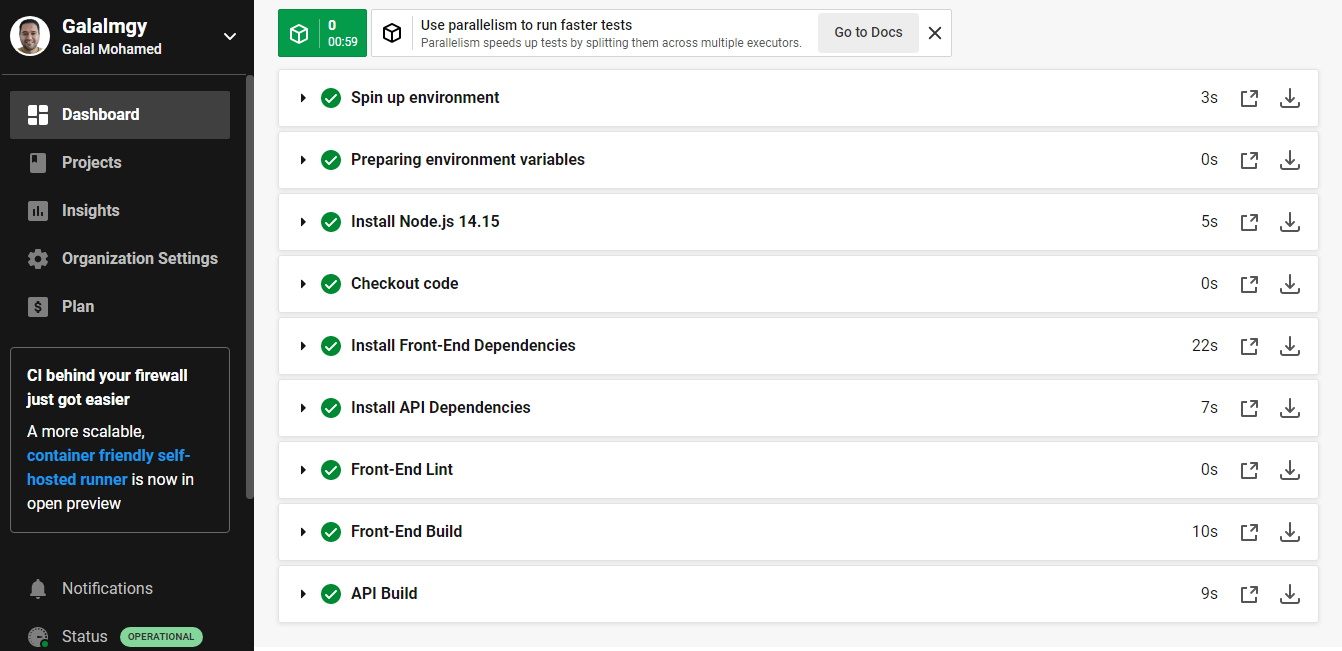 Galalmgy
Galal Mohamed
Dashboard
Projects
Insights
Organization Settings
Plan
CI behind your firewall
just got easier
A more scalable,
container friendly self-
hosted runner is now in
open preview
Notifications
Status OPERATIONAL
0
00:59
Use parallelism to run faster tests
Parallelism speeds up tests by splitting them across multiple executors.
Go to Docs
Spin up environment 3s
Preparing environment variables 0s
Install Node.js 14.15 5s
Checkout code 0s
Install Front-End Dependencies 22s
Install API Dependencies 7s
Front-End Lint 0s
Front-End Build 10s
API Build 9s